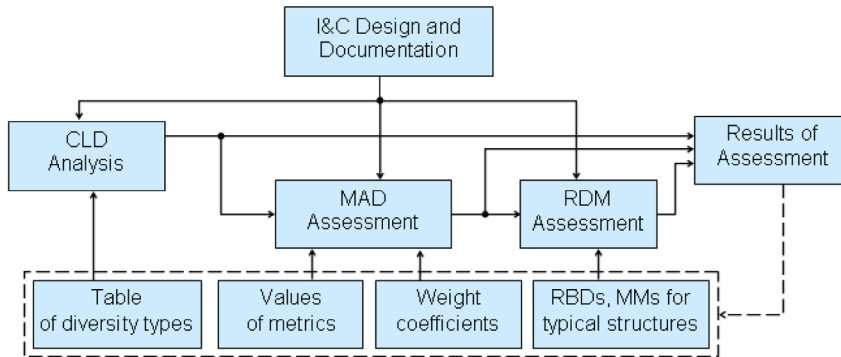 I&C Design and
Documentation
CLD
Analysis
Results of
Assessment
MAD
Assessment
RDM
Assessment
Table
of diversity types
Values
of metrics
Weight
coefficients
RBDs, MMs for
typical structures